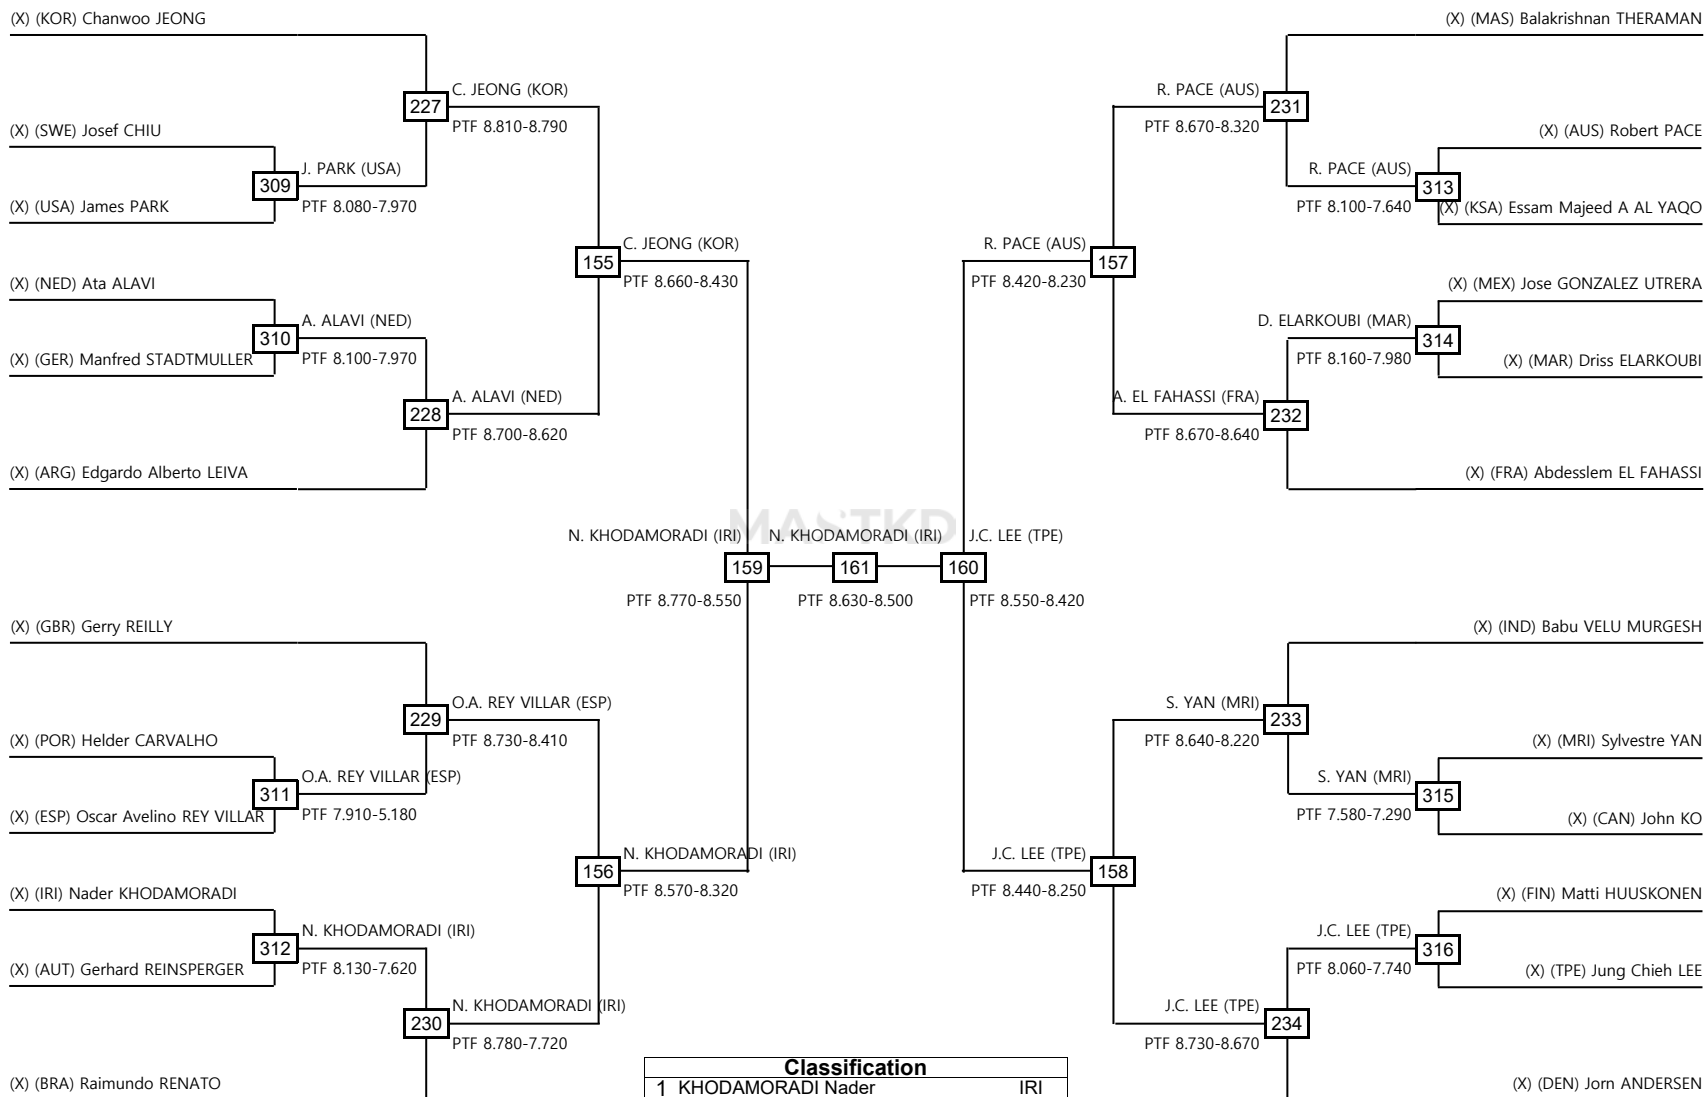 (X) (KOR) Chanwoo JEONG
C. JEONG (KOR)
227
PTF 8.810-8.790
(X) (SWE) Josef CHIU
J. PARK (USA)
309
(X) (USA) James PARK
PTF 8.080-7.970
C. JEONG (KOR)
155
PTF 8.660-8.430
(X) (NED) Ata ALAVI
A. ALAVI (NED)
310
(X) (GER) Manfred STADTMULLER
PTF 8.100-7.970
A. ALAVI (NED)
228
PTF 8.700-8.620
(X) (ARG) Edgardo Alberto LEIVA
(X) (MAS) Balakrishnan THERAMAN
R. PACE (AUS)
231
PTF 8.670-8.320
(X) (AUS) Robert PACE
R. PACE (AUS)
313
PTF 8.100-7.640
(X) (KSA) Essam Majeed A AL YAQO
R. PACE (AUS)
157
PTF 8.420-8.230
(X) (MEX) Jose GONZALEZ UTRERA
D. ELARKOUBI (MAR)
314
PTF 8.160-7.980
(X) (MAR) Driss ELARKOUBI
A. EL FAHASSI (FRA)
232
PTF 8.670-8.640
(X) (FRA) Abdesslem EL FAHASSI
MASTKD
N. KHODAMORADI (IRI)
N. KHODAMORADI (IRI)
J.C. LEE (TPE)
159
161
160
PTF 8.770-8.550
PTF 8.630-8.500
PTF 8.550-8.420
(X) (GBR) Gerry REILLY
O.A. REY VILLAR (ESP)
229
PTF 8.730-8.410
(X) (POR) Helder CARVALHO
O.A. REY VILLAR (ESP)
311
(X) (ESP) Oscar Avelino REY VILLAR
PTF 7.910-5.180
N. KHODAMORADI (IRI)
156
PTF 8.570-8.320
(X) (IRI) Nader KHODAMORADI
N. KHODAMORADI (IRI)
312
(X) (AUT) Gerhard REINSPERGER
PTF 8.130-7.620
N. KHODAMORADI (IRI)
230
PTF 8.780-7.720
(X) (BRA) Raimundo RENATO
(X) (IND) Babu VELU MURGESH
S. YAN (MRI)
233
PTF 8.640-8.220
(X) (MRI) Sylvestre YAN
S. YAN (MRI)
315
PTF 7.580-7.290
(X) (CAN) John KO
J.C. LEE (TPE)
158
PTF 8.440-8.250
(X) (FIN) Matti HUUSKONEN
J.C. LEE (TPE)
316
PTF 8.060-7.740
(X) (TPE) Jung Chieh LEE
J.C. LEE (TPE)
234
PTF 8.730-8.670
(X) (DEN) Jorn ANDERSEN
Classification
1 KHODAMORADI Nader IRI